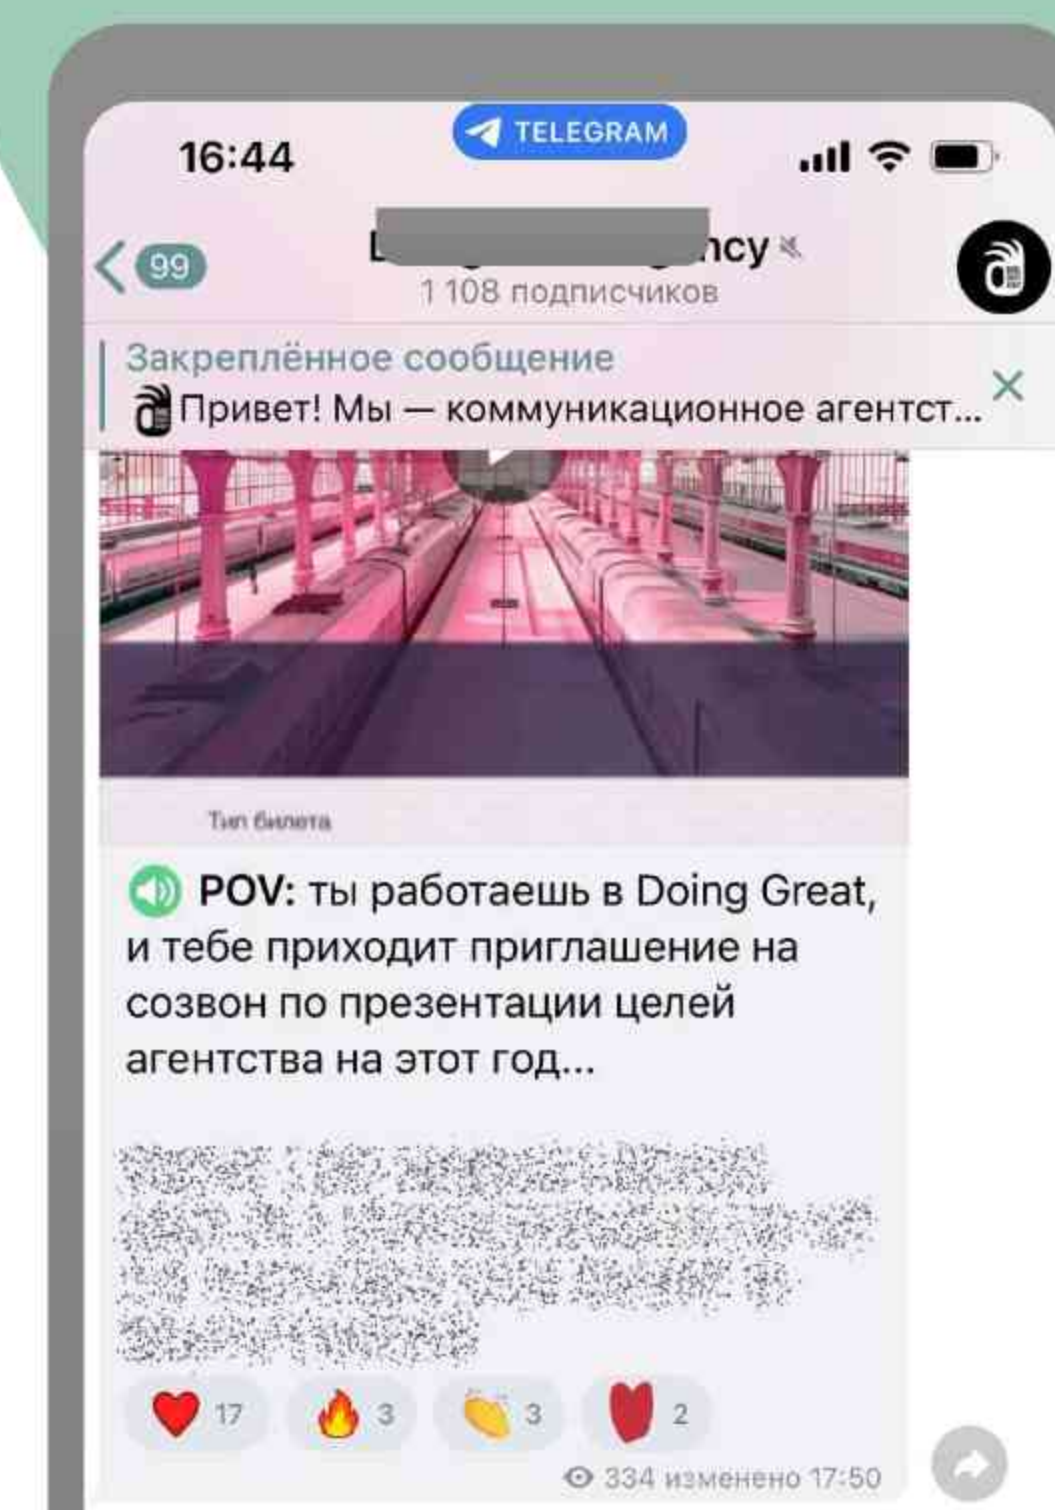 16:44
TELEGRAM
99
1 108 подписчиков
Закреплённое сообщение
Привет! Мы — коммуникационное агентст...
Тип билета
POV: ты работаешь в Doing Great,
и тебе приходит приглашение на
созвон по презентации целей
агентства на этот год...
17 3 3 2
334 изменено 17:50